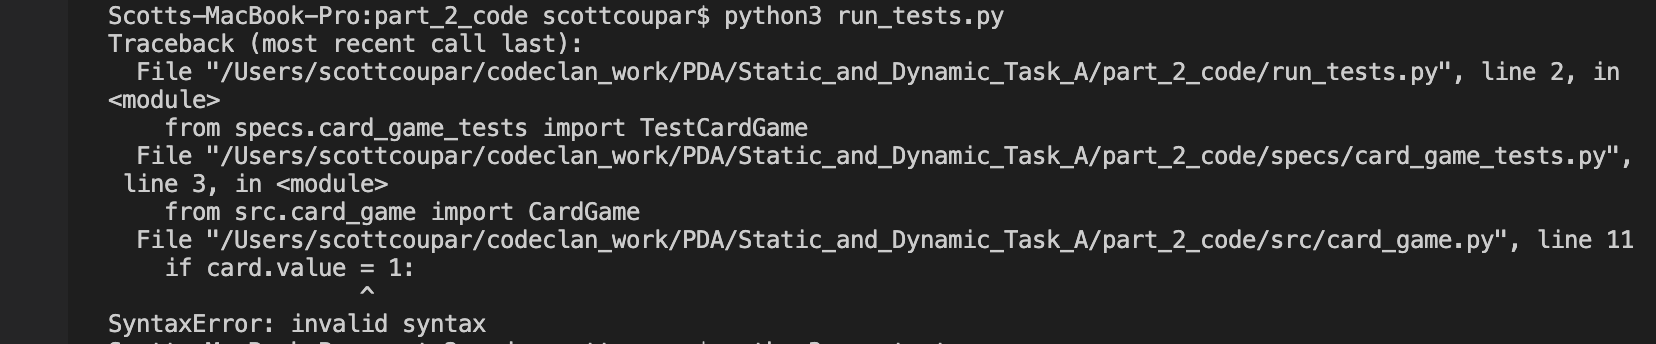 Scotts-MacBook-Pro:part_2_code scottcoupar$ python3 run_tests.py
Traceback (most recent call last):
  File "/Users/scottcoupar/codeclan_work/PDA/Static_and_Dynamic_Task_A/part_2_code/run_tests.py", line 2, in
<module>
    from specs.card_game_tests import TestCardGame
  File "/Users/scottcoupar/codeclan_work/PDA/Static_and_Dynamic_Task_A/part_2_code/specs/card_game_tests.py",
 line 3, in <module>
    from src.card_game import CardGame
  File "/Users/scottcoupar/codeclan_work/PDA/Static_and_Dynamic_Task_A/part_2_code/src/card_game.py", line 11
    if card.value = 1:
                  ^
SyntaxError: invalid syntax